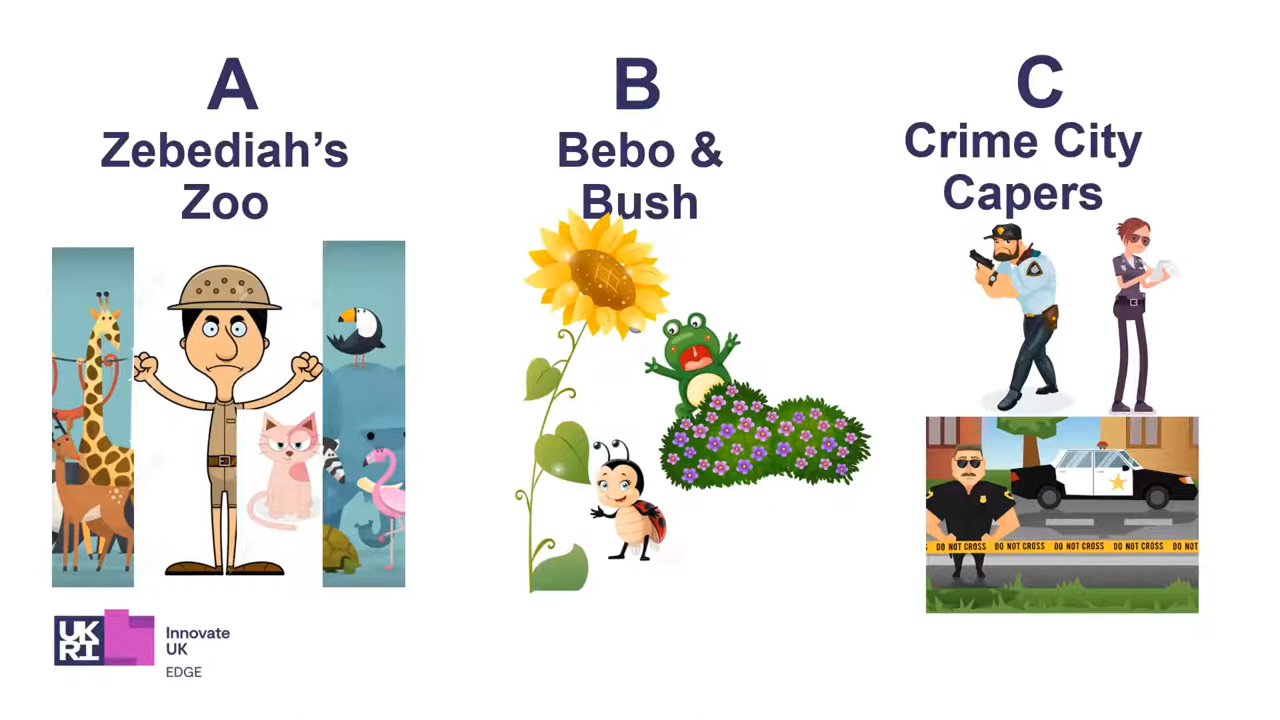 A
Zebediah's
Zoo
B
Bebo &
Bush
C
Crime City
Capers
DO NOT CROSS DO NOT CROSS DO NOT CROSS DO NOT CROSS DO NOT
UK
RI
Innovate
UK
EDGE